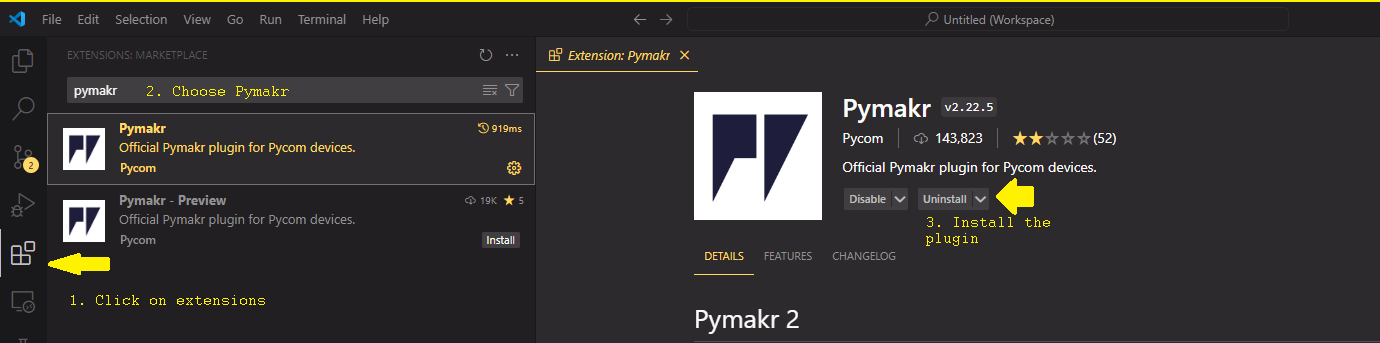 File Edit Selection View Go Run Terminal Help
Untitled (Workspace)
EXTENSIONS: MARKETPLACE
pymakr 2. Choose Pymakr
Pymakr 919ms
Official Pymakr plugin for Pycom devices.
Pycom
Pymakr - Preview 19K 5
Official Pymakr plugin for Pycom devices.
Pycom Install
2
1. Click on extensions
Extension: Pymakr
Pymakr v2.22.5
Pycom 143,823 (52)
Official Pymakr plugin for Pycom devices.
Disable Uninstall
3. Install the
plugin
DETAILS FEATURES CHANGELOG
Pymakr 2